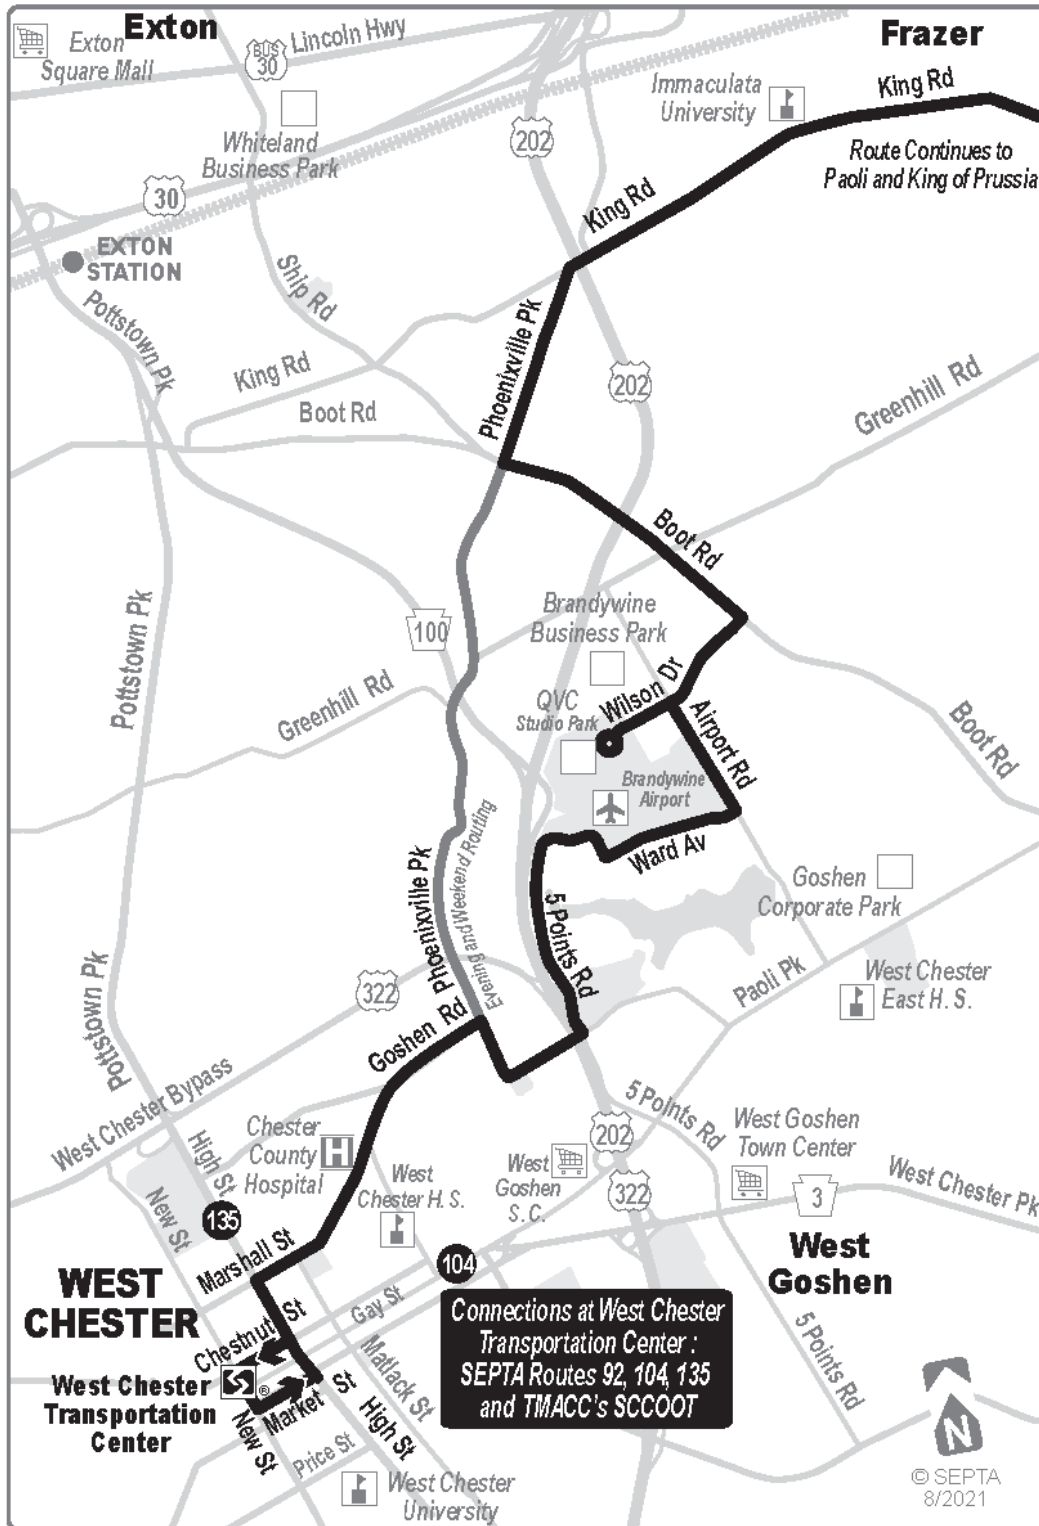 Exton
Frazer
Exton
Square Mall
BUS
30
Lincoln Hwy
Immaculata
University
King Rd
Whiteland
Business Park
202
Route Continues to
Paoli and King of Prussia
30
King Rd
EXTON
STATION
Ship Rd
Pottstown Pk
Phoenixville Pk
King Rd
202
Boot Rd
Greenhill Rd
Boot Rd
Pottstown Pk
100
Brandywine
Business Park
Greenhill Rd
QVC
Studio Park
Wilson Dr
Airport Rd
Boot Rd
Brandywine
Airport
Ward Av
Phoenixville Pk
Evening and Weekend Routing
5 Points Rd
Goshen
Corporate Park
Pottstown Pk
322
Paoli Pk
West Chester
East H.S.
Goshen Rd
West Chester Bypass
High St
New St
Chester
County
Hospital
West
Chester H.S.
West
Goshen
S.C.
202
322
5 Points Rd
West Goshen
Town Center
3
West Chester Pk
135
Marshall St
104
West
Goshen
WEST
CHESTER
Gay St
Chestnut St
Connections at West Chester
Transportation Center :
SEPTA Routes 92, 104, 135
and TMACC's SCCOOT
5 Points Rd
West Chester
Transportation
Center
®
Market St
Matlack St
High St
New St
Price St
West Chester
University
N
© SEPTA
8/2021